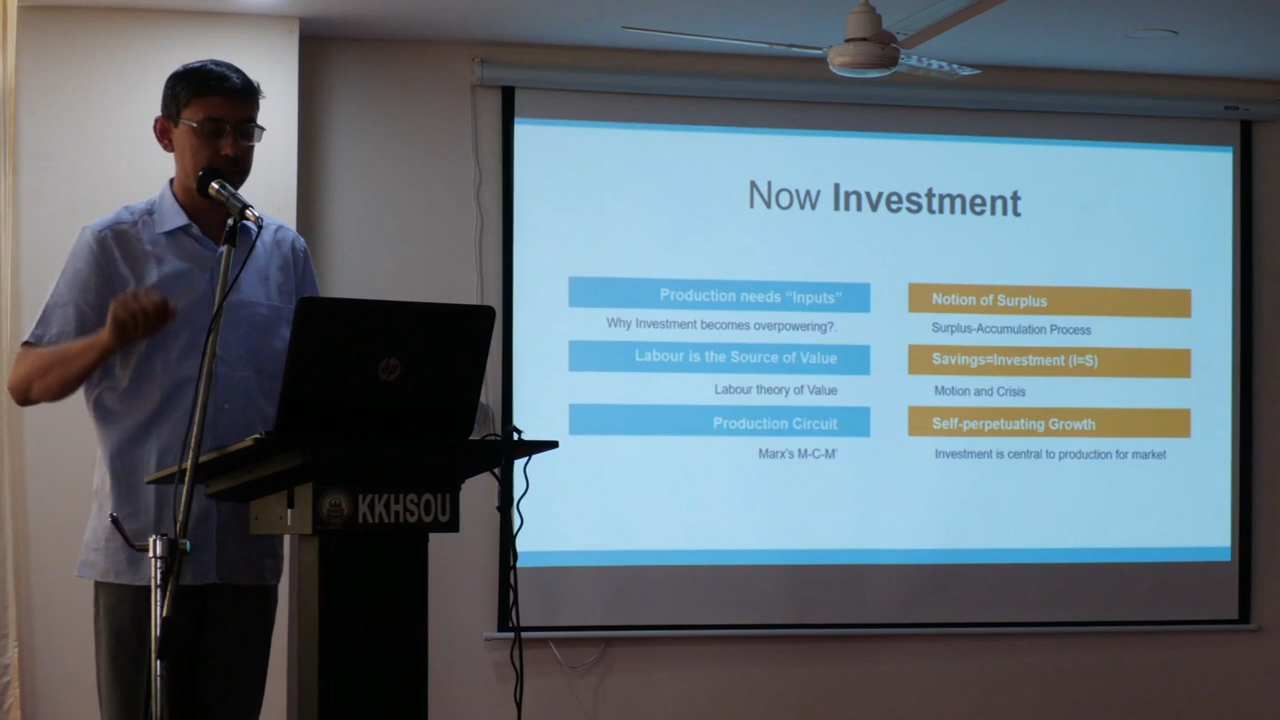 Now Investment
Production needs "Inputs"
Why Investment becomes overpowering?.
Labour is the Source of Value
Labour theory of Value
Production Circuit
Marx's M-C-M'
Notion of Surplus
Surplus-Accumulation Process
Savings=Investment (I=S)
Motion and Crisis
Self-perpetuating Growth
Investment is central to production for market
hp
KKHSOU